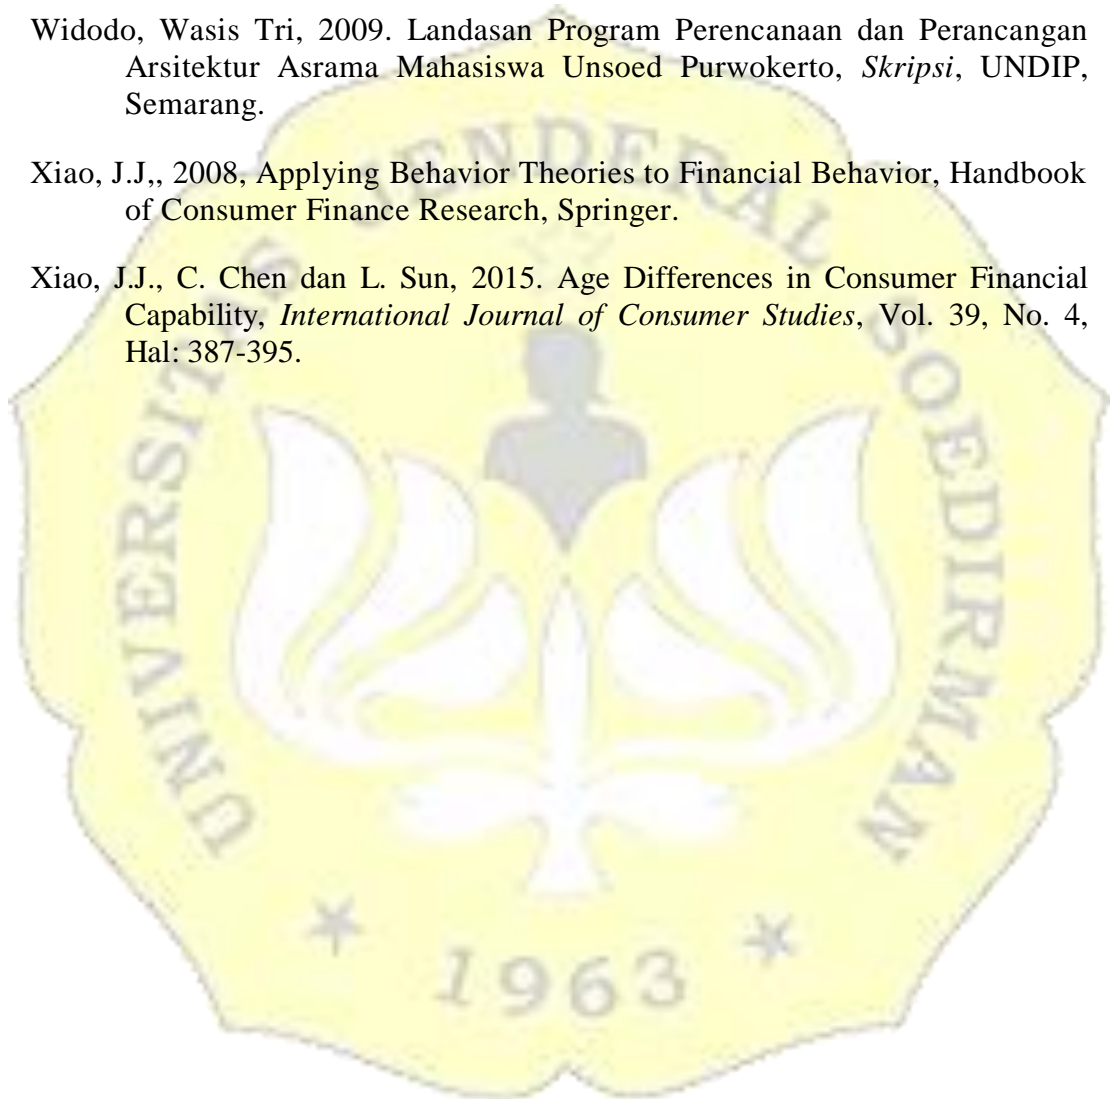 Widodo, Wasis Tri, 2009. Landasan Program Perencanaan dan Perancangan
Arsitektur Asrama Mahasiswa Unsoed Purwokerto, Skripsi, UNDIP,
Semarang.
Xiao, J.J,, 2008, Applying Behavior Theories to Financial Behavior, Handbook
of Consumer Finance Research, Springer.
Xiao, J.J., C. Chen dan L. Sun, 2015. Age Differences in Consumer Financial
Capability, International Journal of Consumer Studies, Vol. 39, No. 4,
Hal: 387-395.
UNIVERSITAS JENDERAL SOEDIRMAN
1963